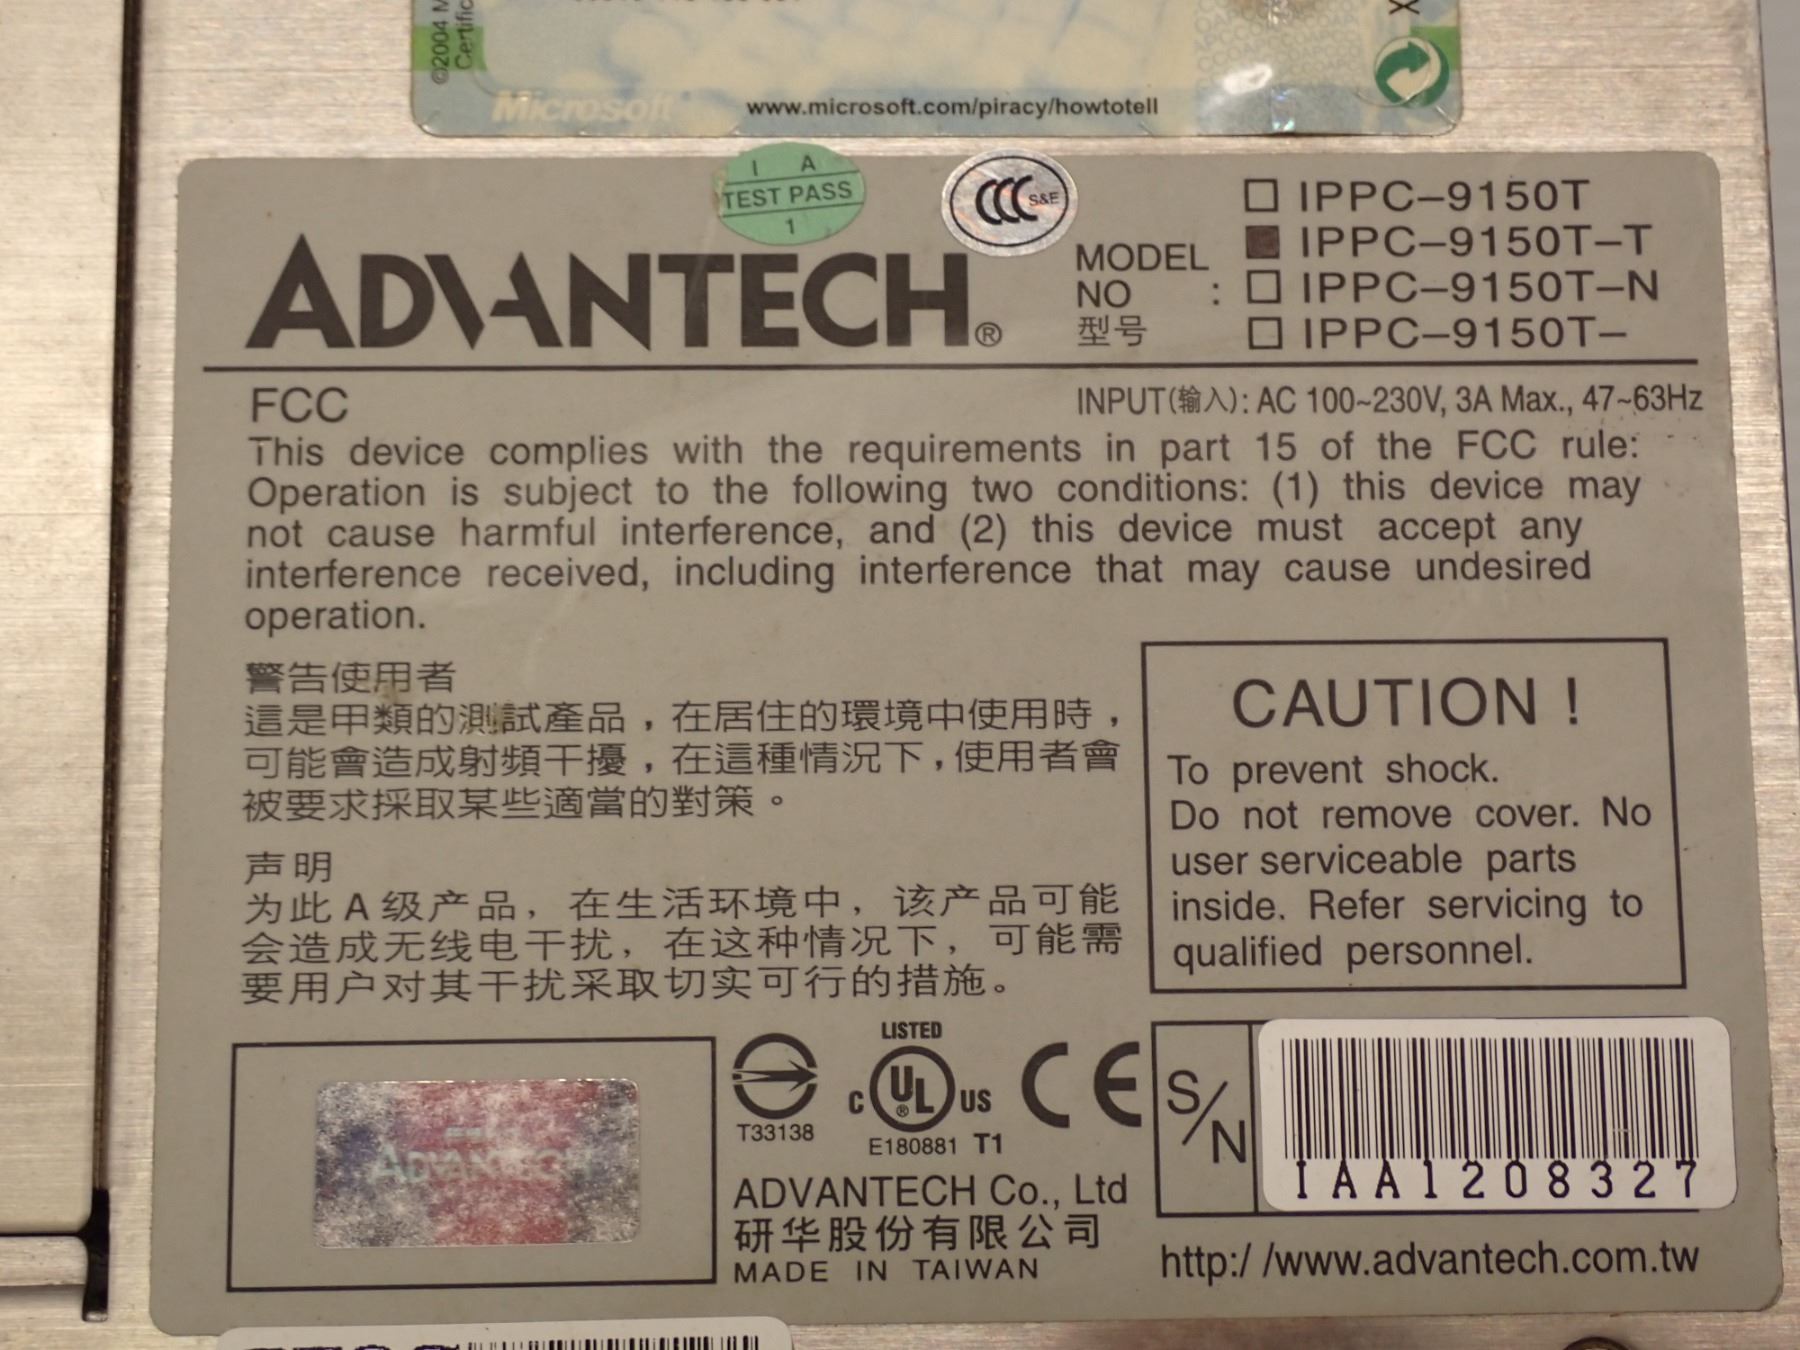 ©2004 M
Certific
Microsoft
www.microsoft.com/piracy/howtotell
X
I A
TEST PASS
1
CCC S&E
ADVANTECH®
MODEL
NO :
型号
□ IPPC-9150T
■ IPPC-9150T-T
□ IPPC-9150T-N
□ IPPC-9150T-
FCC
INPUT(输入): AC 100~230V, 3A Max., 47~63Hz
This device complies with the requirements in part 15 of the FCC rule:
Operation is subject to the following two conditions: (1) this device may
not cause harmful interference, and (2) this device must accept any
interference received, including interference that may cause undesired
operation.
警告使用者
這是甲類的測試產品，在居住的環境中使用時，
可能會造成射頻干擾，在這種情況下，使用者會
被要求採取某些適當的對策。
声明
为此 A 级产品，在生活环境中，该产品可能
会造成无线电干扰，在这种情况下，可能需
要用户对其干扰采取切实可行的措施。
CAUTION !
To prevent shock.
Do not remove cover. No
user serviceable parts
inside. Refer servicing to
qualified personnel.
ADVANTECH
T33138
LISTED
C UL® US
E180881 T1
CE
ADVANTECH Co., Ltd
研华股份有限公司
MADE IN TAIWAN
S/N
IAA1208327
http://www.advantech.com.tw